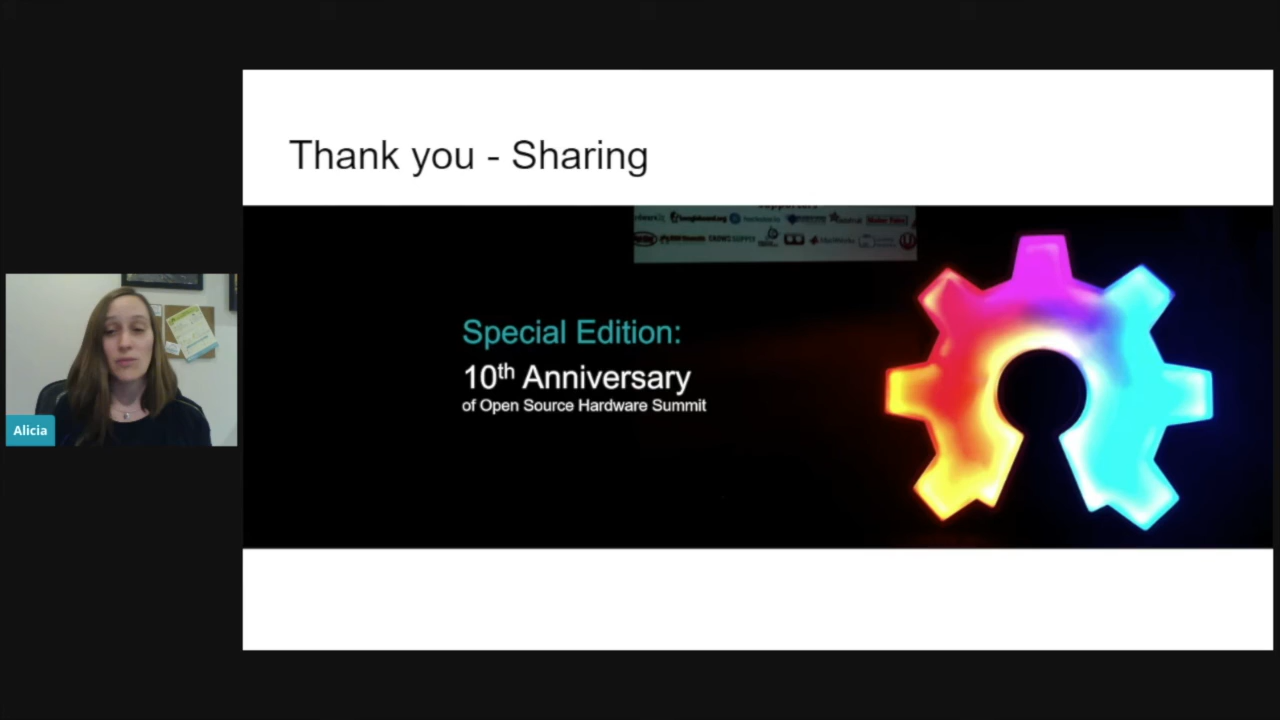 Thank you - Sharing
Special Edition:
10th Anniversary
of Open Source Hardware Summit
Alicia